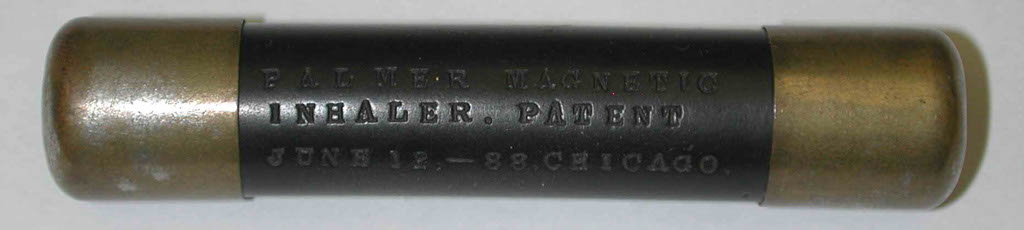 PALMER MAGNETIC
INHALER. PATENT
JUNE 12.—88.CHICAGO.